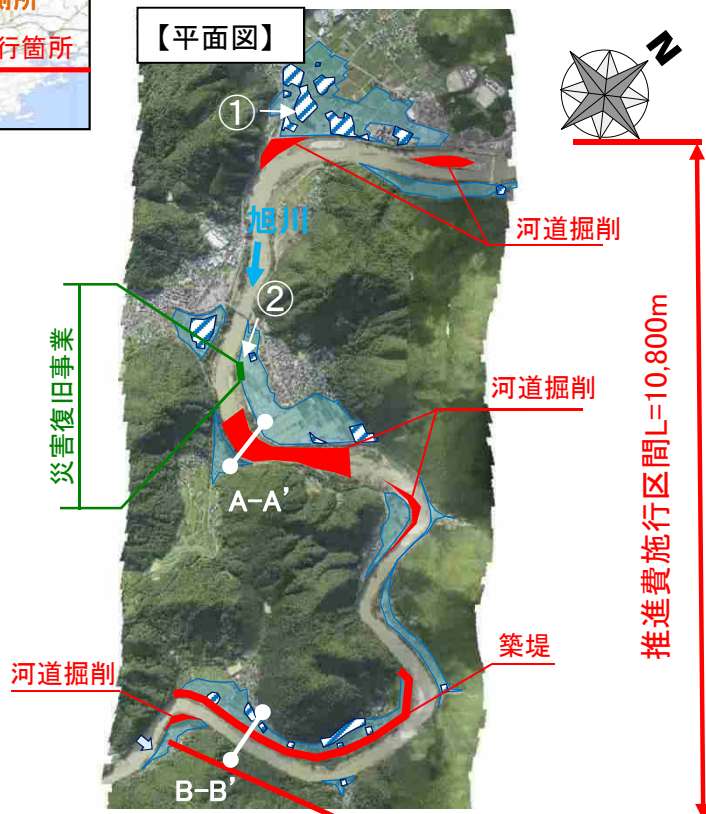 箇所
行箇所
【平面図】
N
①
河道掘削
旭川
②
災害復旧事業
河道掘削
A-A’
推進費施行区間L=10,800m
築堤
河道掘削
B-B’